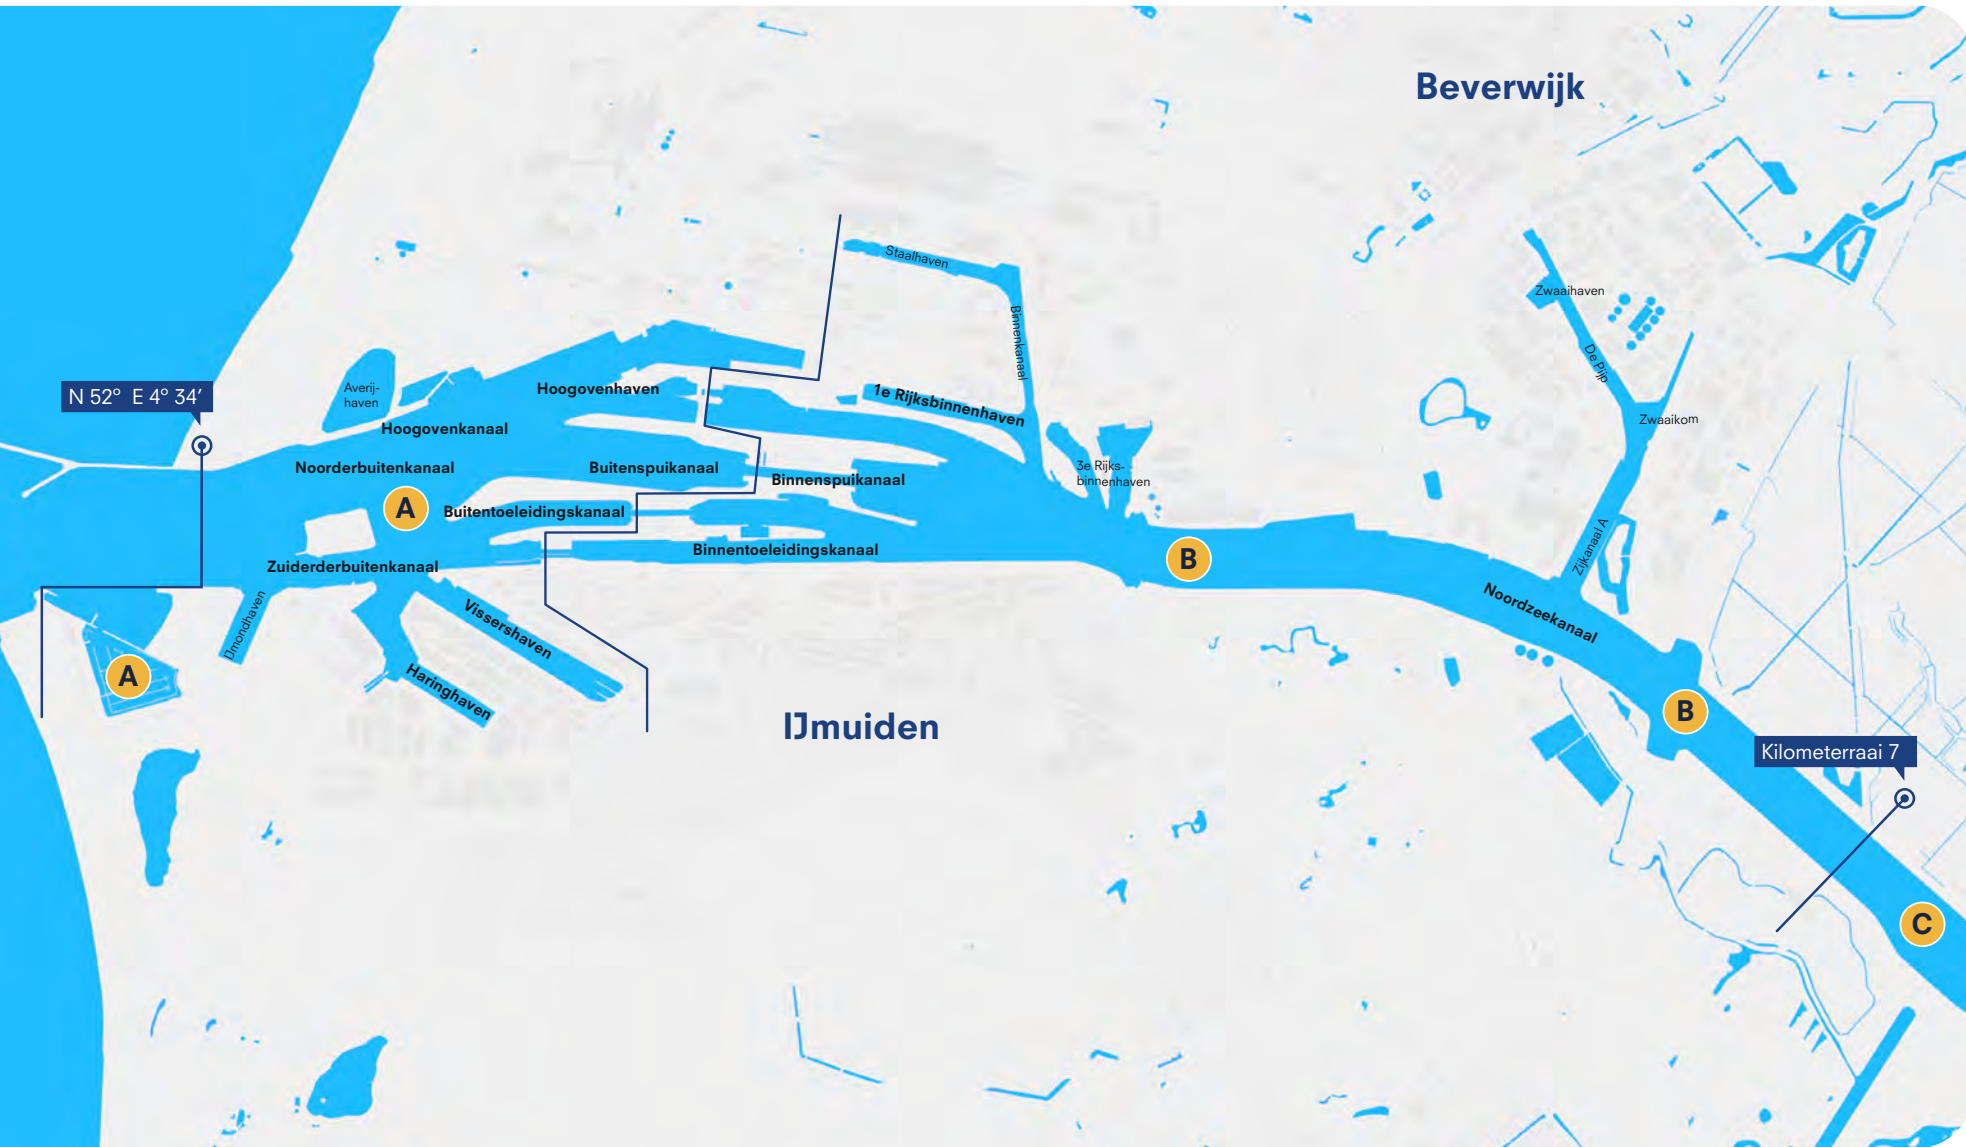 Beverwijk
Staalhaven
Binnenkanaal
Zwaaihaven
De Pijp
Zwaaikom
N 52° E 4° 34'
Averij-
haven
Hoogovenhaven
1e Rijksbinnenhaven
Hoogovenkanaal
Noorderbuitenkanaal
Buitenspuikanaal
Binnenspuikanaal
3e Rijks-
binnenhaven
A
Buitentoeleidingskanaal
Binnentoeleidingskanaal
B
Zijkanaal A
Zuiderderbuitenkanaal
IJmondhaven
Vissershaven
Haringhaven
Noordzeekanaal
A
IJmuiden
B
Kilometerraai 7
C